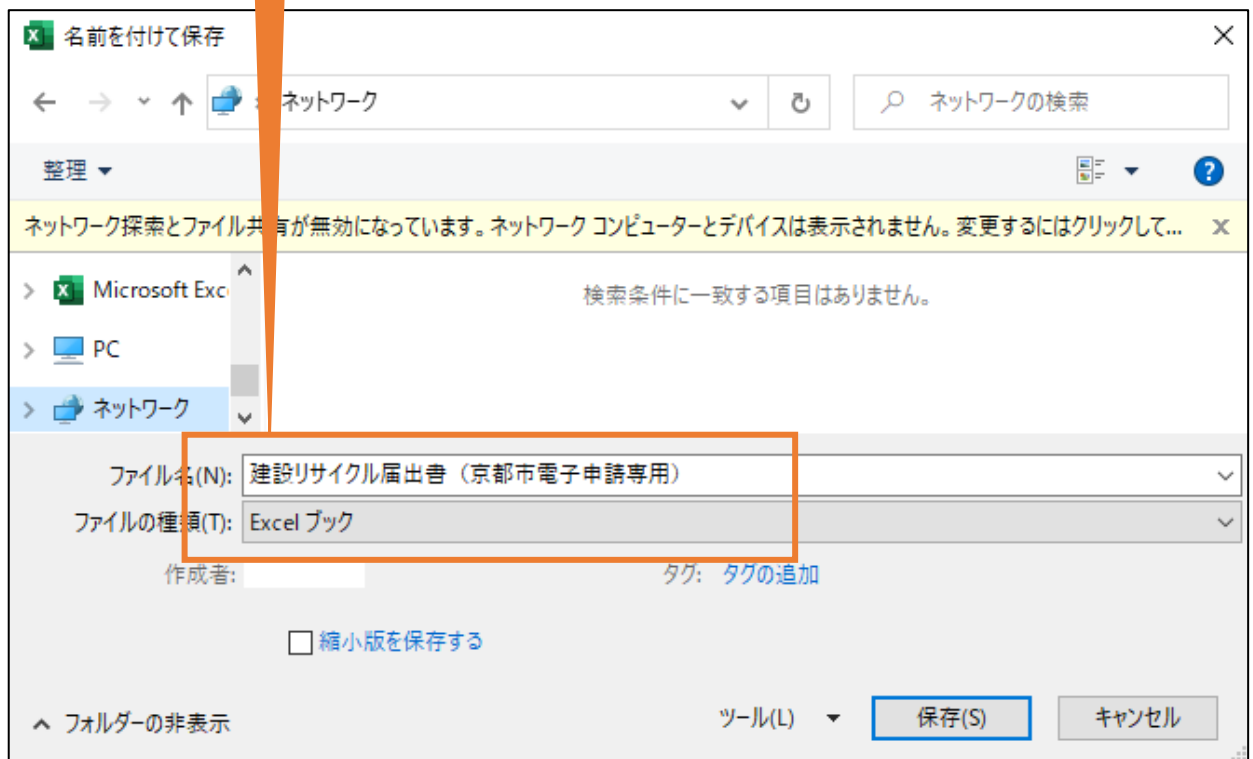 名前を付けて保存
ネットワーク
ネットワークの検索
整理
ネットワーク探索とファイル共有が無効になっています。ネットワーク コンピューターとデバイスは表示されません。変更するにはクリックして...
Microsoft Exc
検索条件に一致する項目はありません。
PC
ネットワーク
ファイル名(N): 建設リサイクル届出書（京都市電子申請専用）
ファイルの種類(T): Excel ブック
作成者:
タグ: タグの追加
縮小版を保存する
フォルダーの非表示
ツール(L)
保存(S)
キャンセル